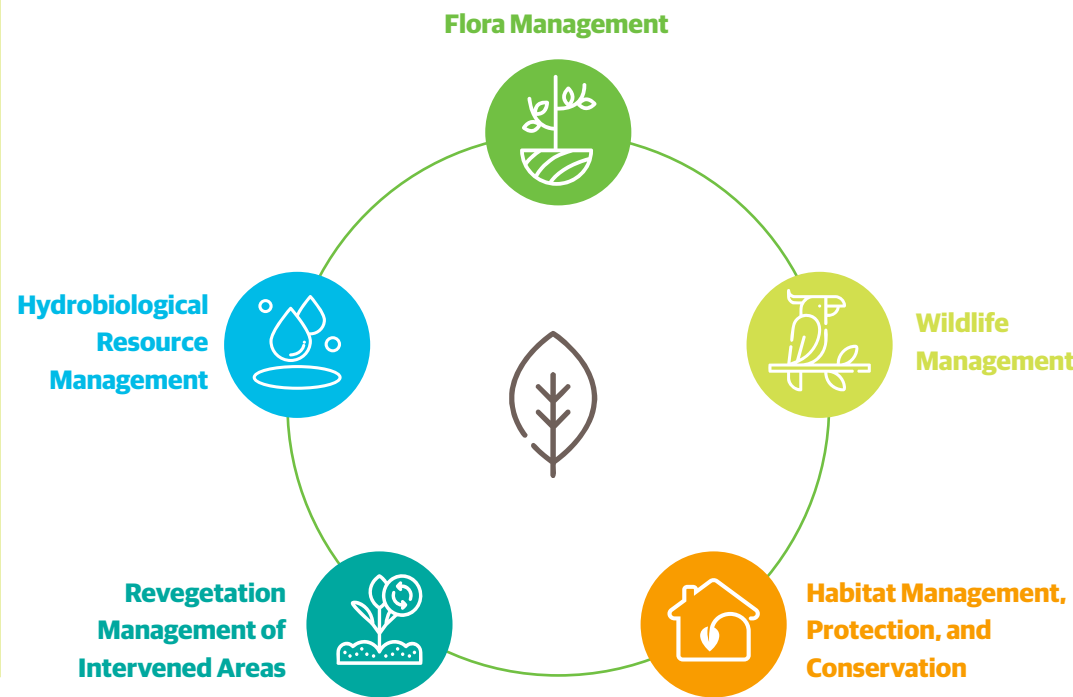 Flora Management
Wildlife
Management
Habitat Management,
Protection, and
Conservation
Revegetation
Management of
Intervened Areas
Hydrobiological
Resource
Management